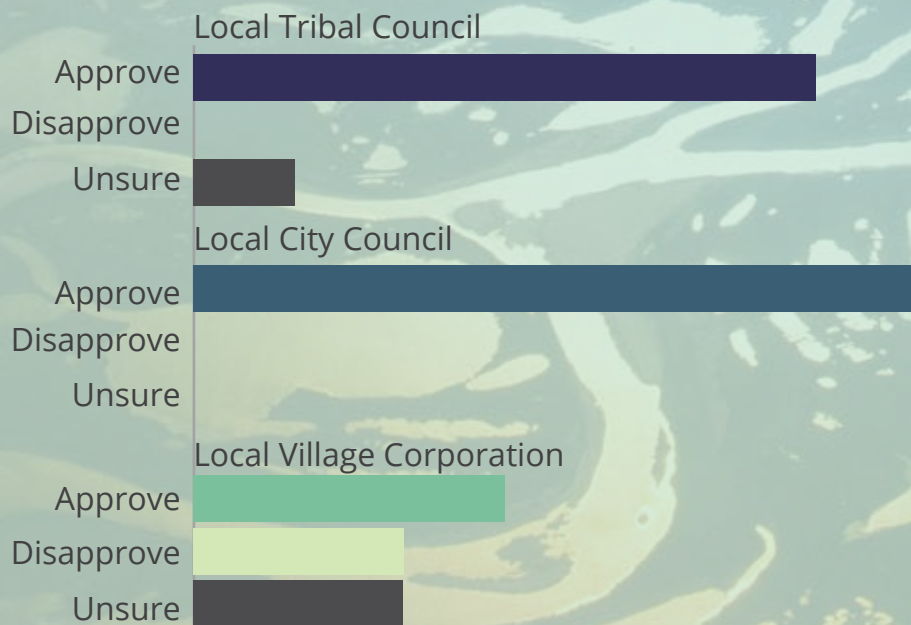 Local Tribal Council
Approve
Disapprove
Unsure
Local City Council
Approve
Disapprove
Unsure
Local Village Corporation
Approve
Disapprove
Unsure